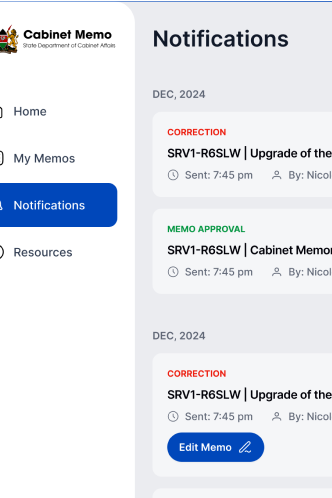 Cabinet Memo
State Department of Cabinet Affairs
Home
My Memos
Notifications
Resources
Notifications
DEC, 2024
CORRECTION
SRV1-R6SLW | Upgrade of the
Sent: 7:45 pm By: Nicol
MEMO APPROVAL
SRV1-R6SLW | Cabinet Memor
Sent: 7:45 pm By: Nicol
DEC, 2024
CORRECTION
SRV1-R6SLW | Upgrade of the
Sent: 7:45 pm By: Nicol
Edit Memo